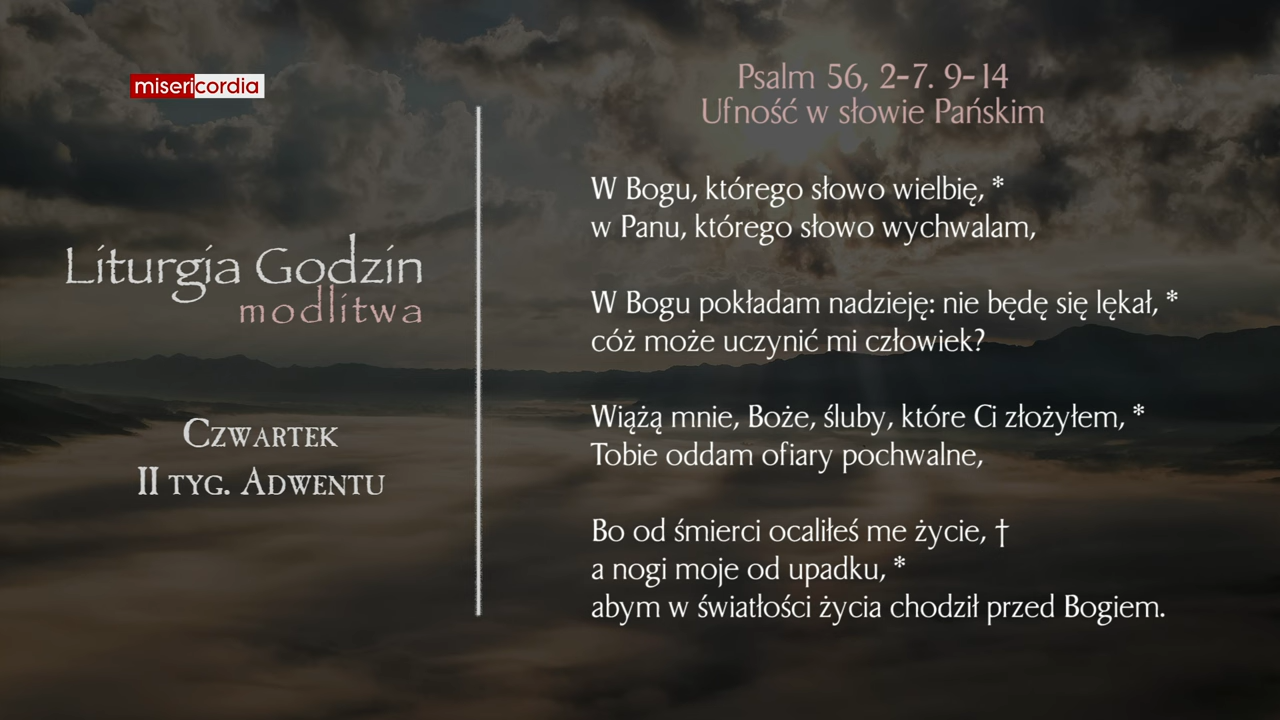 misericordia
Liturgia Godzin
modlitwa
Czwartek
II tyg. Adwentu
Psalm 56, 2-7. 9-14
Ufność w słowie Pańskim
W Bogu, którego słowo wielbię, *
w Panu, którego słowo wychwalam,
W Bogu pokładam nadzieję: nie będę się lękał, *
cóż może uczynić mi człowiek?
Wiążą mnie, Boże, śluby, które Ci złożyłem, *
Tobie oddam ofiary pochwalne,
Bo od śmierci ocaliłeś me życie, †
a nogi moje od upadku, *
abym w światłości życia chodził przed Bogiem.